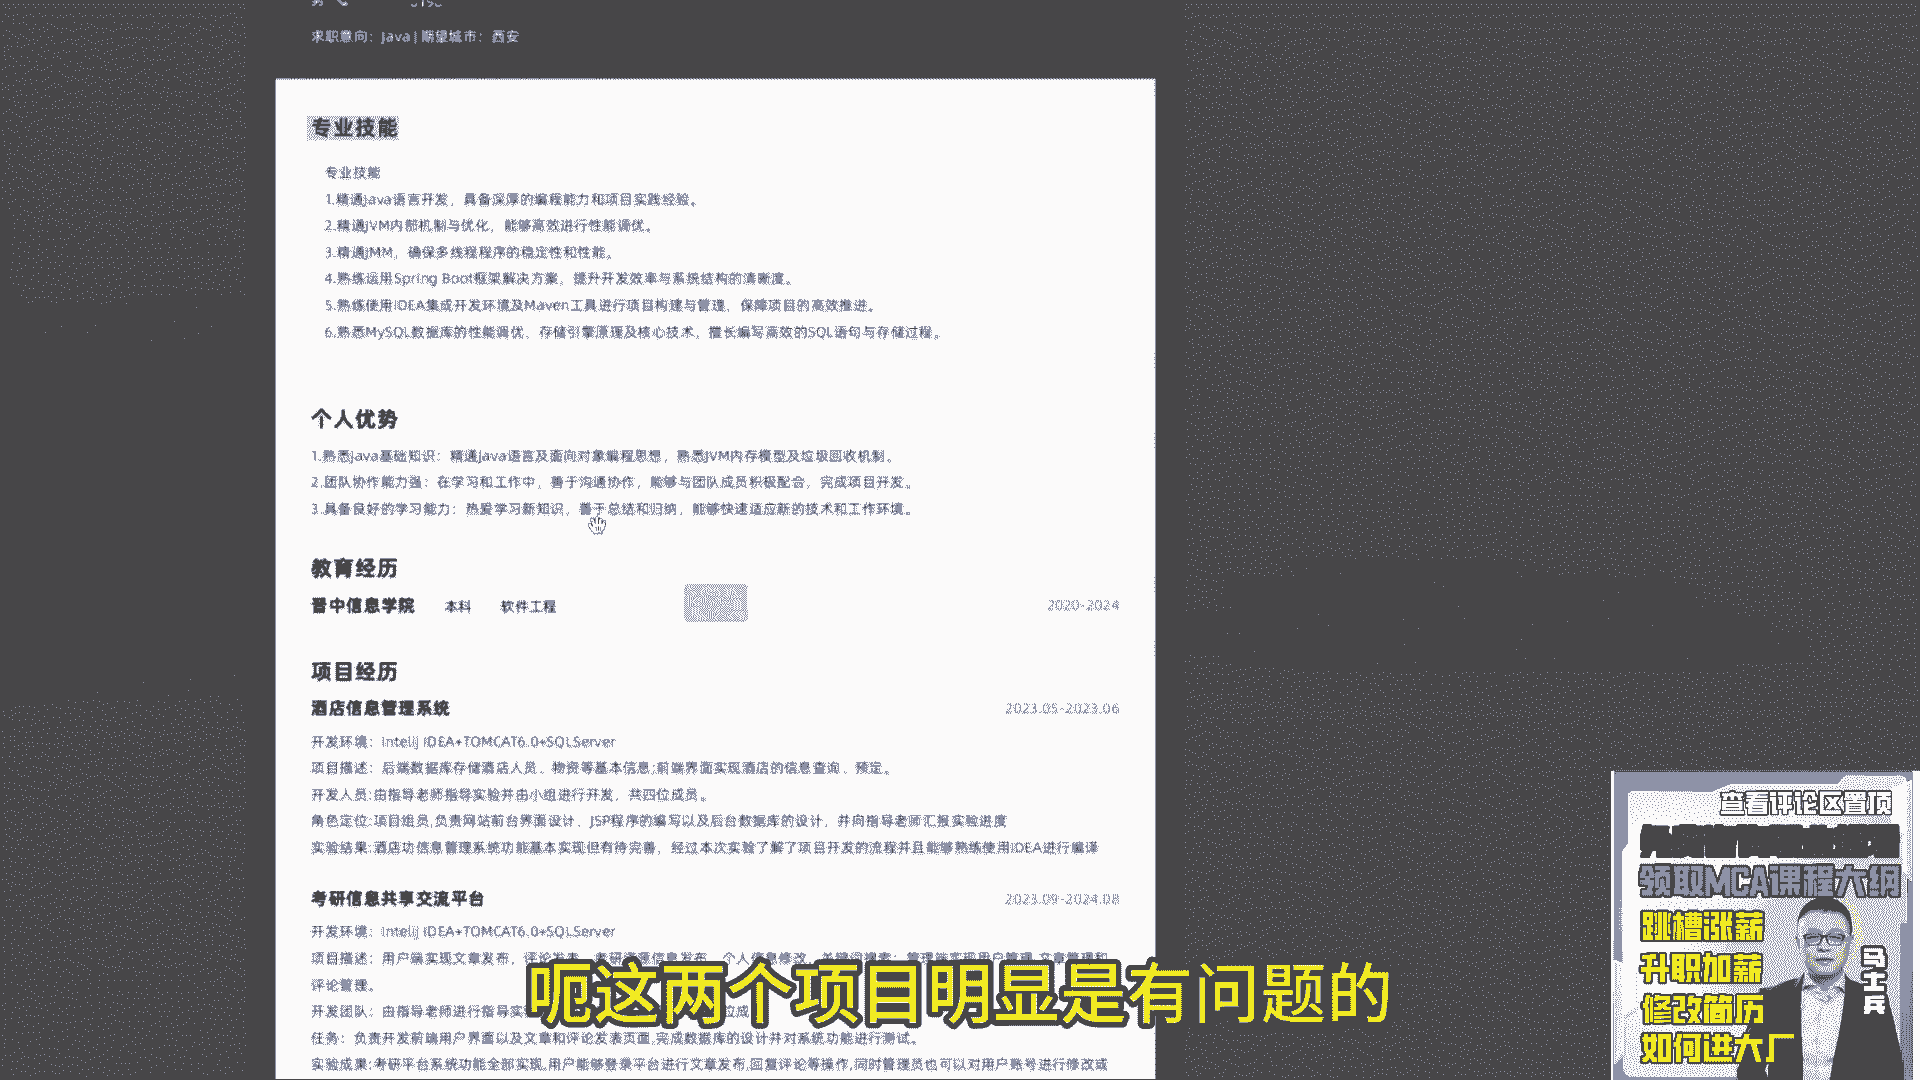 求职意向：Java | 期望城市：西安
专业技能
专业技能
1.精通Java语言开发，具备深厚的编程能力和项目实践经验。
2.精通JVM内部机制与优化，能够高效进行性能调优。
3.精通JMM，确保多线程程序的稳定性和性能。
4.熟练运用Spring Boot框架解决方案，提升开发效率与系统结构的清晰度。
5.熟练使用IDEA集成开发环境及Maven工具进行项目构建与管理，保障项目的高效推进。
6.熟悉MySQL数据库的性能调优、存储引擎原理及核心技术，擅长编写高效的SQL语句与存储过程。
个人优势
1.熟悉Java基础知识：精通Java语言及面向对象编程思想，熟悉JVM内存模型及垃圾回收机制。
2.团队协作能力强：在学习和工作中，善于沟通协作，能够与团队成员积极配合，完成项目开发。
3.具备良好的学习能力：热爱学习新知识，善于总结和归纳，能够快速适应新的技术和工作环境。
教育经历
晋中信息学院 本科 软件工程 2020-2024
项目经历
酒店信息管理系统 2023.05-2023.06
开发环境：Intelij IDEA+TOMCAT6.0+SQLServer
项目描述：后端数据库存储酒店人员、物资等基本信息;前端界面实现酒店的信息查询、预定。
开发人员:由指导老师指导实验并由小组进行开发，共四位成员。
角色定位:项目组员,负责网站前台界面设计、JSP程序的编写以及后台数据库的设计，并向指导老师汇报实验进度
实验结果:酒店功信息管理系统功能基本实现但有待完善，经过本次实验了解了项目开发的流程并且能够熟练使用IDEA进行编译
考研信息共享交流平台 2023.09-2024.08
开发环境：Intelij IDEA+TOMCAT6.0+SQLServer
项目描述：用户端实现文章发布，评论发表，考研资源信息发布，个人信息修改，关键词搜索；管理端实现用户管理,文章管理和
评论管理。
开发团队：由指导老师进行指导实
任务：负责开发前端用户界面以及文章和评论发表页面,完成数据库的设计并对系统功能进行测试。
实验成果:考研平台系统功能全部实现,用户能够登录平台进行文章发布,回复评论等操作,同时管理员也可以对用户账号进行修改或
呃这两个项目明显是有问题的
查看评论区置顶
领取MCA课程大纲
跳槽涨薪
升职加薪
修改简历
如何进大厂
马士兵